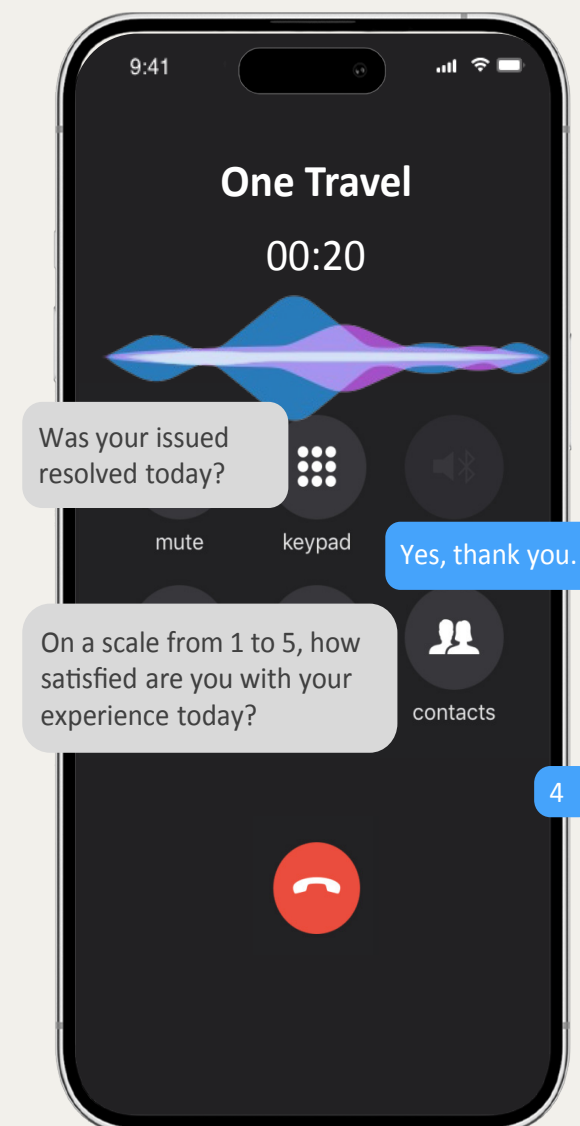 9:41
One Travel
00:20
Was your issued
resolved today?
mute
keypad
Yes, thank you.
On a scale from 1 to 5, how
satisfied are you with your
experience today?
contacts
4